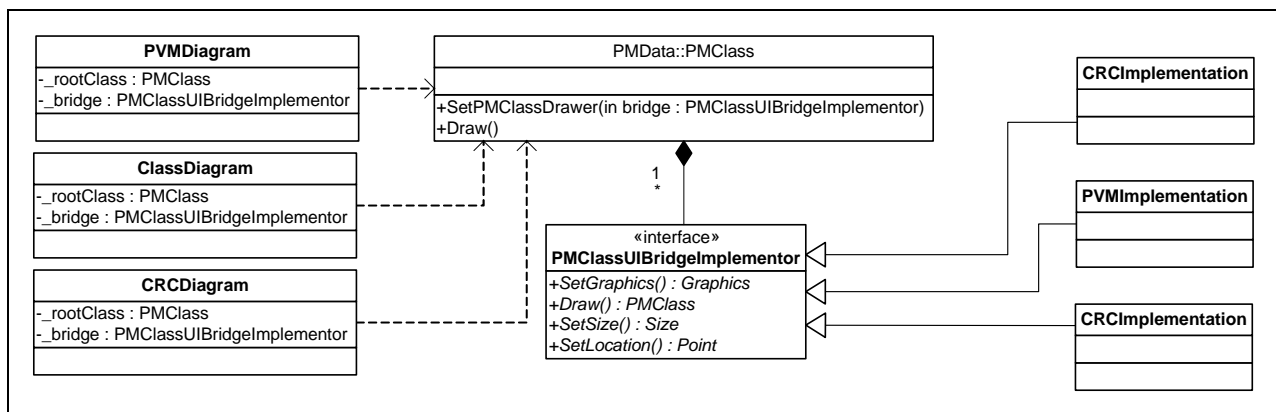 PVMDiagram
-_rootClass : PMClass
-_bridge : PMClassUIBridgeImplementor
ClassDiagram
-_rootClass : PMClass
-_bridge : PMClassUIBridgeImplementor
CRCDiagram
-_rootClass : PMClass
-_bridge : PMClassUIBridgeImplementor
PMData::PMClass
+SetPMClassDrawer(in bridge : PMClassUIBridgeImplementor)
+Draw()
1
*
«interface»
PMClassUIBridgeImplementor
+SetGraphics() : Graphics
+Draw() : PMClass
+SetSize() : Size
+SetLocation() : Point
CRCImplementation
PVMImplementation
CRCImplementation